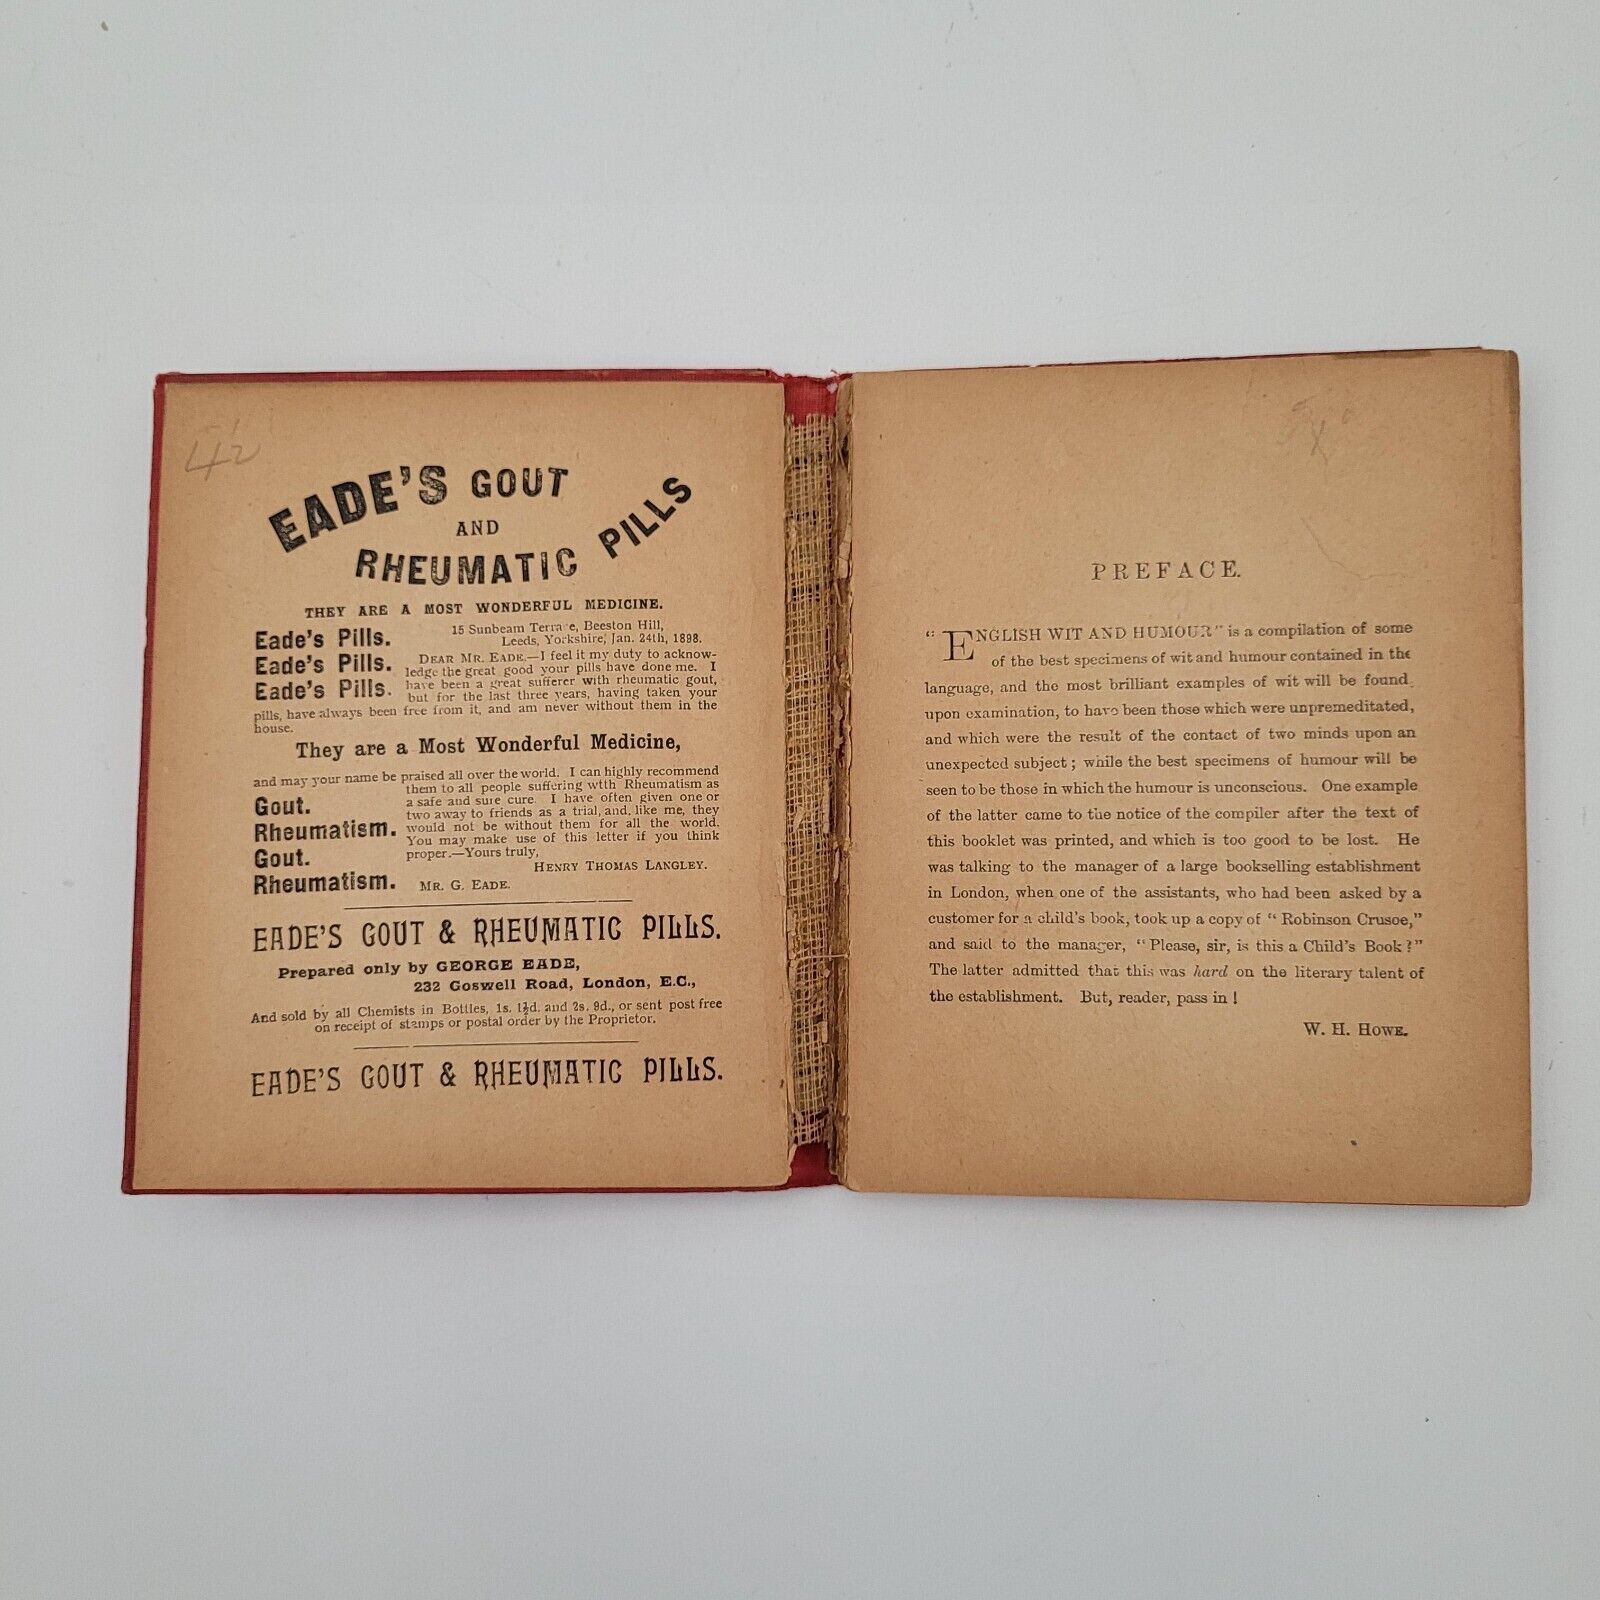 42
EADE'S GOUT
AND
RHEUMATIC PILLS
THEY ARE A MOST WONDERFUL MEDICINE.
Eade's Pills.
Eade's Pills.
Eade's Pills.
15 Sunbeam Terrace, Beeston Hill,
Leeds, Yorkshire, Jan. 24th, 1898.
DEAR MR. EADE.—I feel it my duty to acknow-
ledge the great good your pills have done me. I
have been a great sufferer with rheumatic gout,
but for the last three years, having taken your
pills, have always been free from it, and am never without them in the
house.
They are a Most Wonderful Medicine,
and may your name be praised all over the world. I can highly recommend
Gout.
Rheumatism.
Gout.
Rheumatism.
them to all people suffering wtth Rheumatism as
a safe and sure cure. I have often given one or
two away to friends as a trial, and, like me, they
would not be without them for all the world.
You may make use of this letter if you think
proper.—Yours truly,
HENRY THOMAS LANGLEY.
MR. G. EADE.
EADE'S GOUT & RHEUMATIC PILLS.
Prepared only by GEORGE EADE,
232 Goswell Road, London, E.C.,
And sold by all Chemists in Bottles, 1s. 1½d. and 2s. 9d., or sent post free
on receipt of stamps or postal order by the Proprietor.
EADE'S GOUT & RHEUMATIC PILLS.
PREFACE.
"ENGLISH WIT AND HUMOUR" is a compilation of some
of the best specimens of wit and humour contained in the
language, and the most brilliant examples of wit will be found,
upon examination, to have been those which were unpremeditated,
and which were the result of the contact of two minds upon an
unexpected subject; while the best specimens of humour will be
seen to be those in which the humour is unconscious. One example
of the latter came to the notice of the compiler after the text of
this booklet was printed, and which is too good to be lost. He
was talking to the manager of a large bookselling establishment
in London, when one of the assistants, who had been asked by a
customer for a child's book, took up a copy of "Robinson Crusoe,"
and said to the manager, "Please, sir, is this a Child's Book?"
The latter admitted that this was hard on the literary talent of
the establishment. But, reader, pass in!
W. H. HOWE.